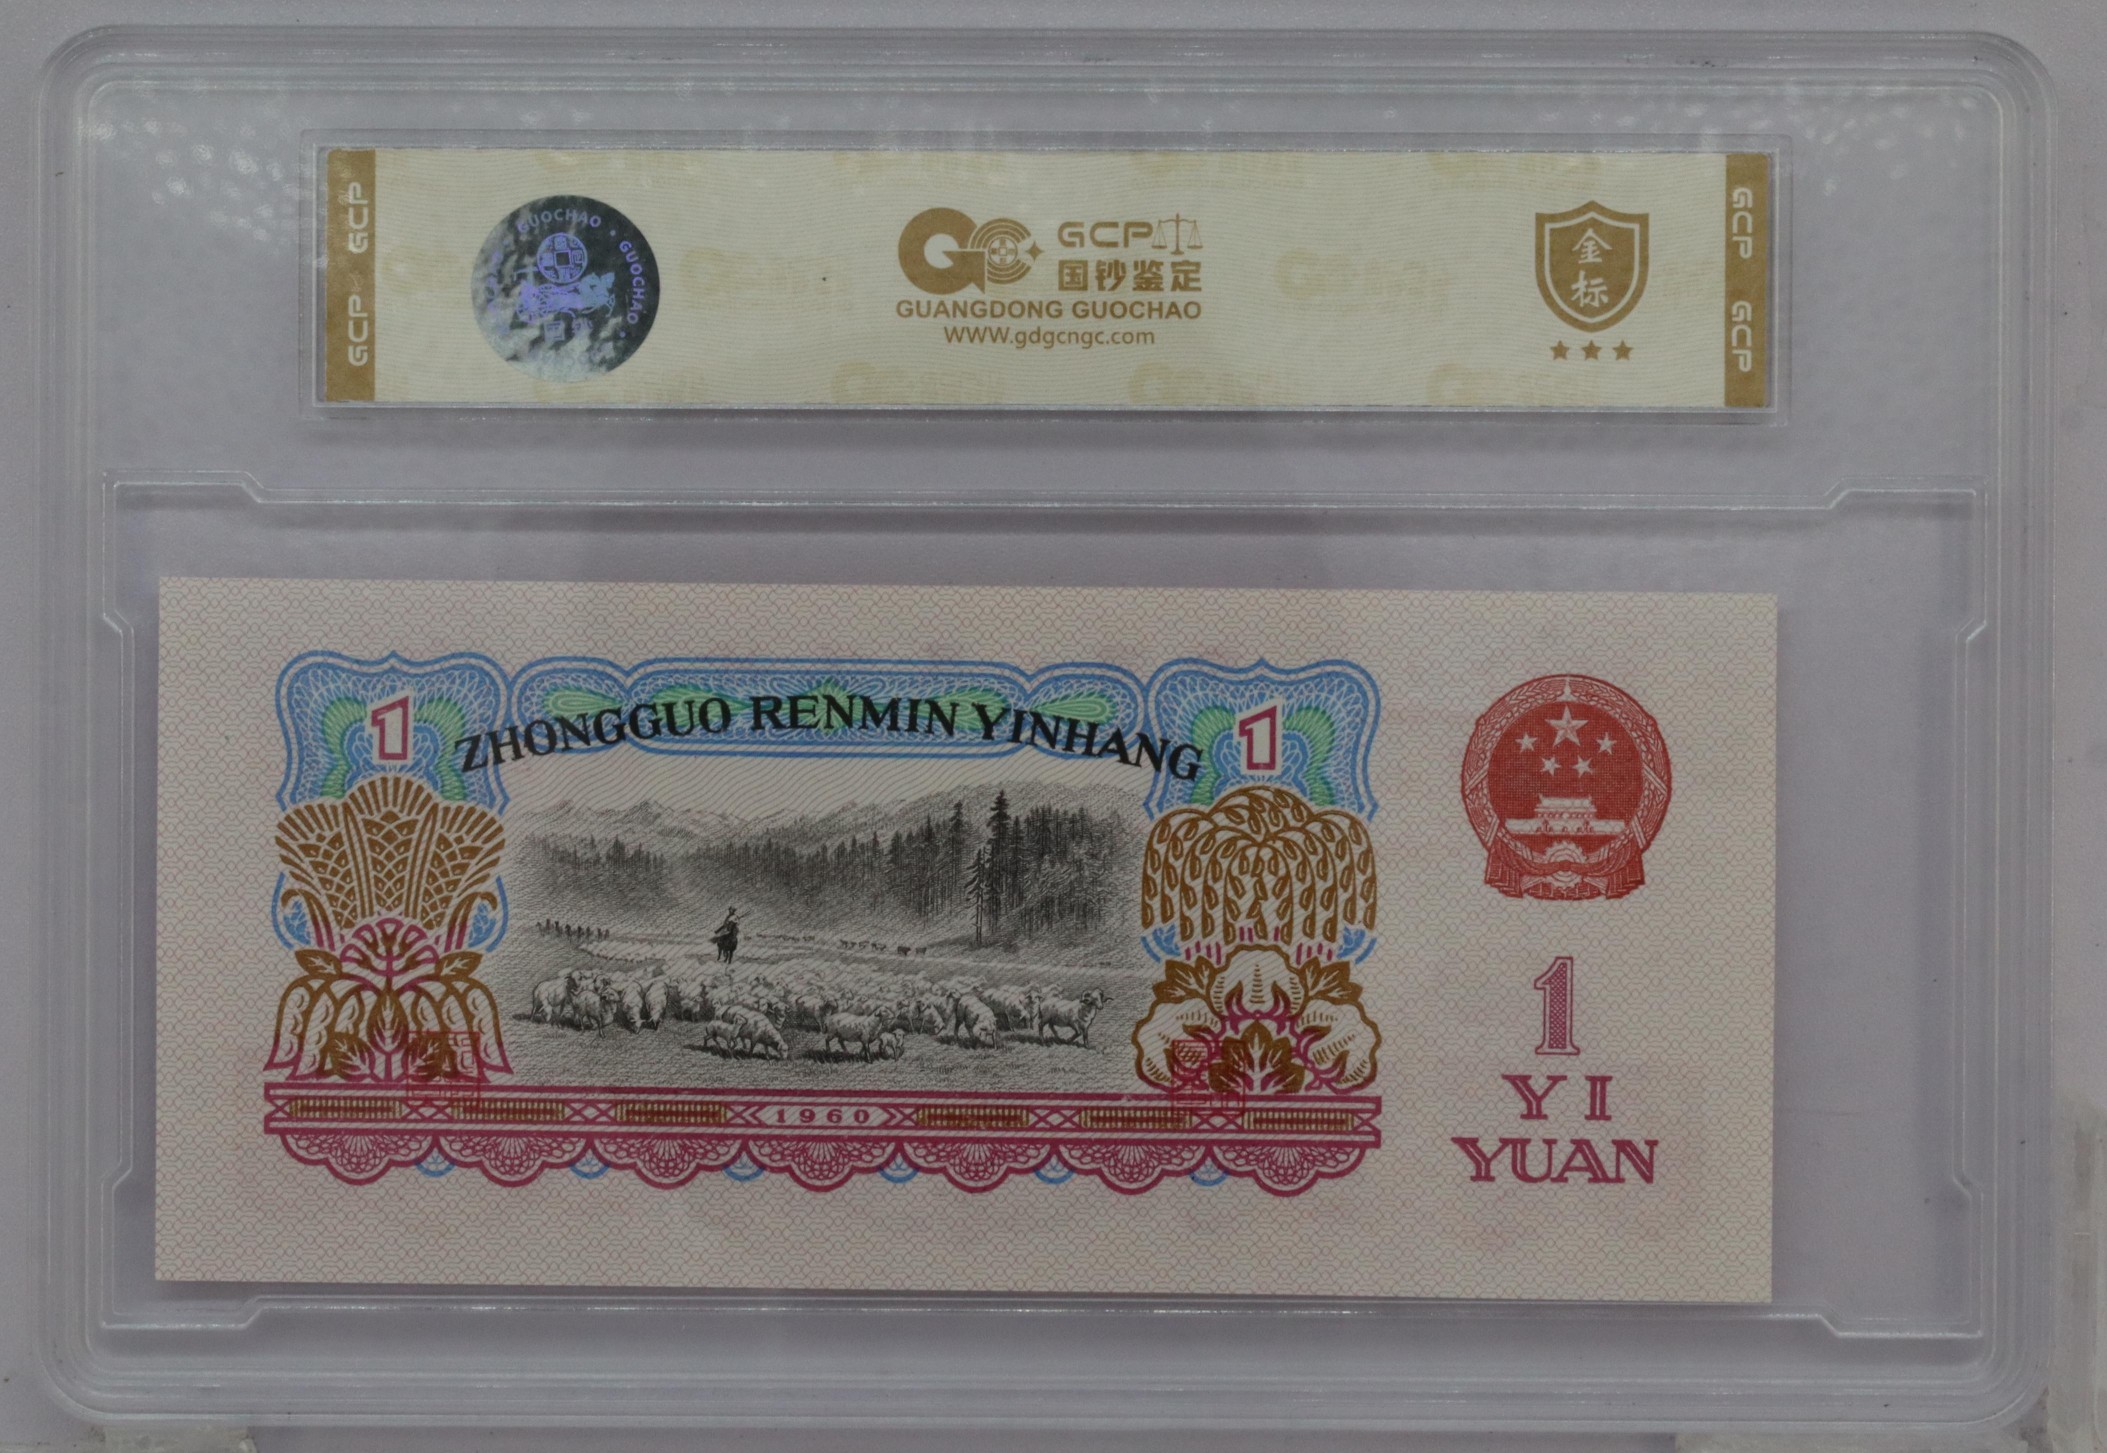 GCP GCP
GUOCHAO • GUOCHAO •
GCP
国钞鉴定
GUANGDONG GUOCHAO
WWW.gdgcngc.com
金标
GCP GCP
1
ZHONGGUO RENMIN YINHANG
1
1960
1
YI
YUAN